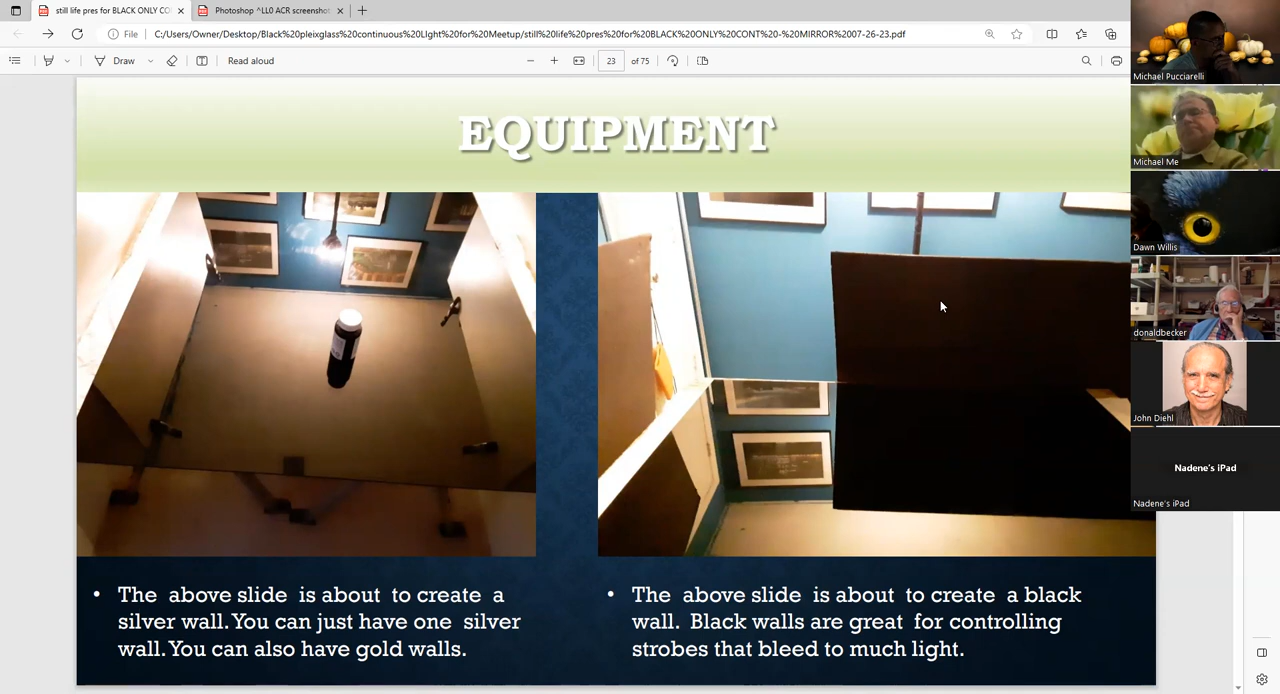 still life pres for BLACK ONLY CO
Photoshop ^LL0 ACR screenshot
File
C:/Users/Owner/Desktop/Black%20pleixglass%20continuous%20LIght%20for%20Meetup/still%20life%20pres%20for%20BLACK%20ONLY%20CONT%20-%20MIRROR%2007-26-23.pdf
Draw
Read aloud
23
of 75
EQUIPMENT
• The above slide is about to create a
silver wall. You can just have one silver
wall. You can also have gold walls.
• The above slide is about to create a black
wall. Black walls are great for controlling
strobes that bleed to much light.
Michael Pucciarelli
Michael Me
Dawn Willis
donaldbecker
John Diehl
Nadene's iPad
Nadene's iPad